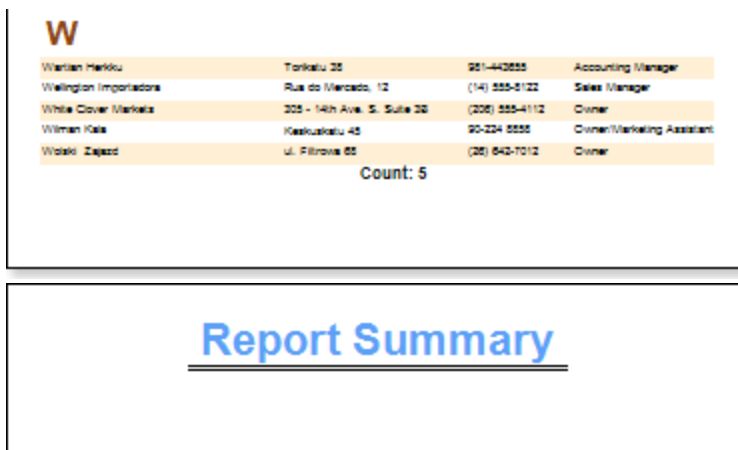 W
Wartian Herkku Torikatu 38 981-443655 Accounting Manager
Wellington Importadora Rua do Mercado, 12 (14) 555-8122 Sales Manager
White Clover Markets 305 - 14th Ave. S. Suite 3B (206) 555-4112 Owner
Wilman Kala Keskuskatu 45 90-224 8858 Owner/Marketing Assistant
Wolski Zajazd ul. Filtrowa 68 (26) 642-7012 Owner
Count: 5
Report Summary